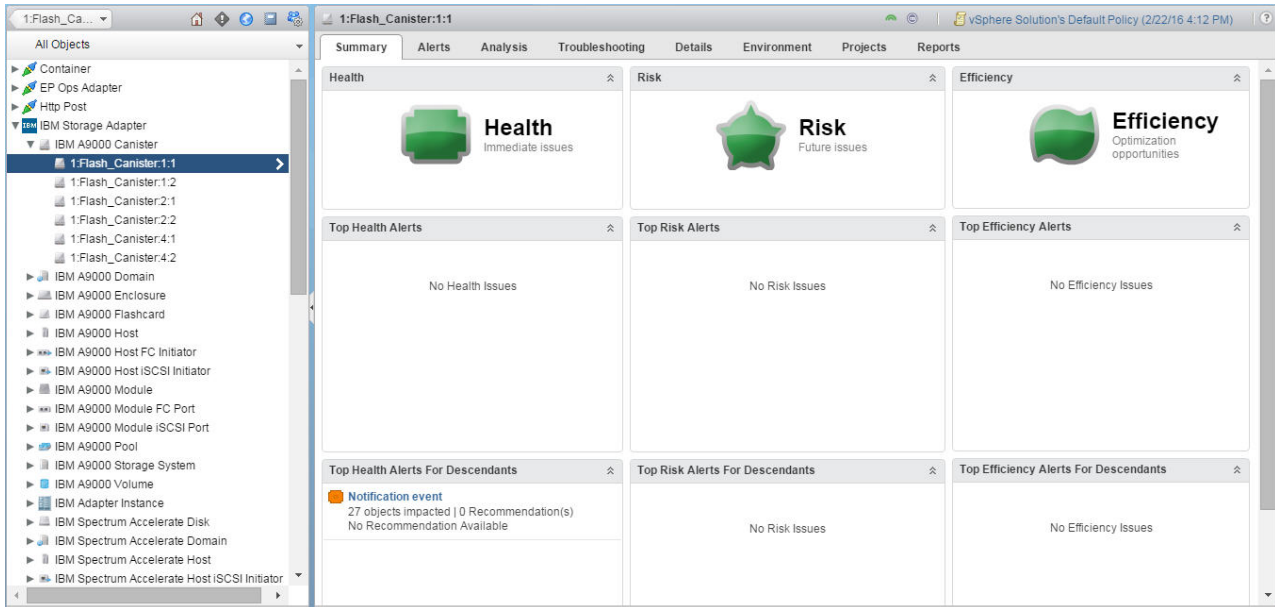 1:Flash_Ca...
All Objects
Container
EP Ops Adapter
Http Post
IBM
IBM Storage Adapter
IBM A9000 Canister
1:Flash_Canister:1:1
1:Flash_Canister:1:2
1:Flash_Canister:2:1
1:Flash_Canister:2:2
1:Flash_Canister:4:1
1:Flash_Canister:4:2
IBM A9000 Domain
IBM A9000 Enclosure
IBM A9000 Flashcard
IBM A9000 Host
IBM A9000 Host FC Initiator
IBM A9000 Host iSCSI Initiator
IBM A9000 Module
IBM A9000 Module FC Port
IBM A9000 Module iSCSI Port
IBM A9000 Pool
IBM A9000 Storage System
IBM A9000 Volume
IBM Adapter Instance
IBM Spectrum Accelerate Disk
IBM Spectrum Accelerate Domain
IBM Spectrum Accelerate Host
IBM Spectrum Accelerate Host iSCSI Initiator
1:Flash_Canister:1:1
vSphere Solution's Default Policy (2/22/16 4:12 PM)
?
Summary Alerts Analysis Troubleshooting Details Environment Projects Reports
Health
Health
Immediate issues
Risk
Risk
Future issues
Efficiency
Efficiency
Optimization
opportunities
Top Health Alerts
No Health Issues
Top Risk Alerts
No Risk Issues
Top Efficiency Alerts
No Efficiency Issues
Top Health Alerts For Descendants
Notification event
27 objects impacted | 0 Recommendation(s)
No Recommendation Available
Top Risk Alerts For Descendants
No Risk Issues
Top Efficiency Alerts For Descendants
No Efficiency Issues